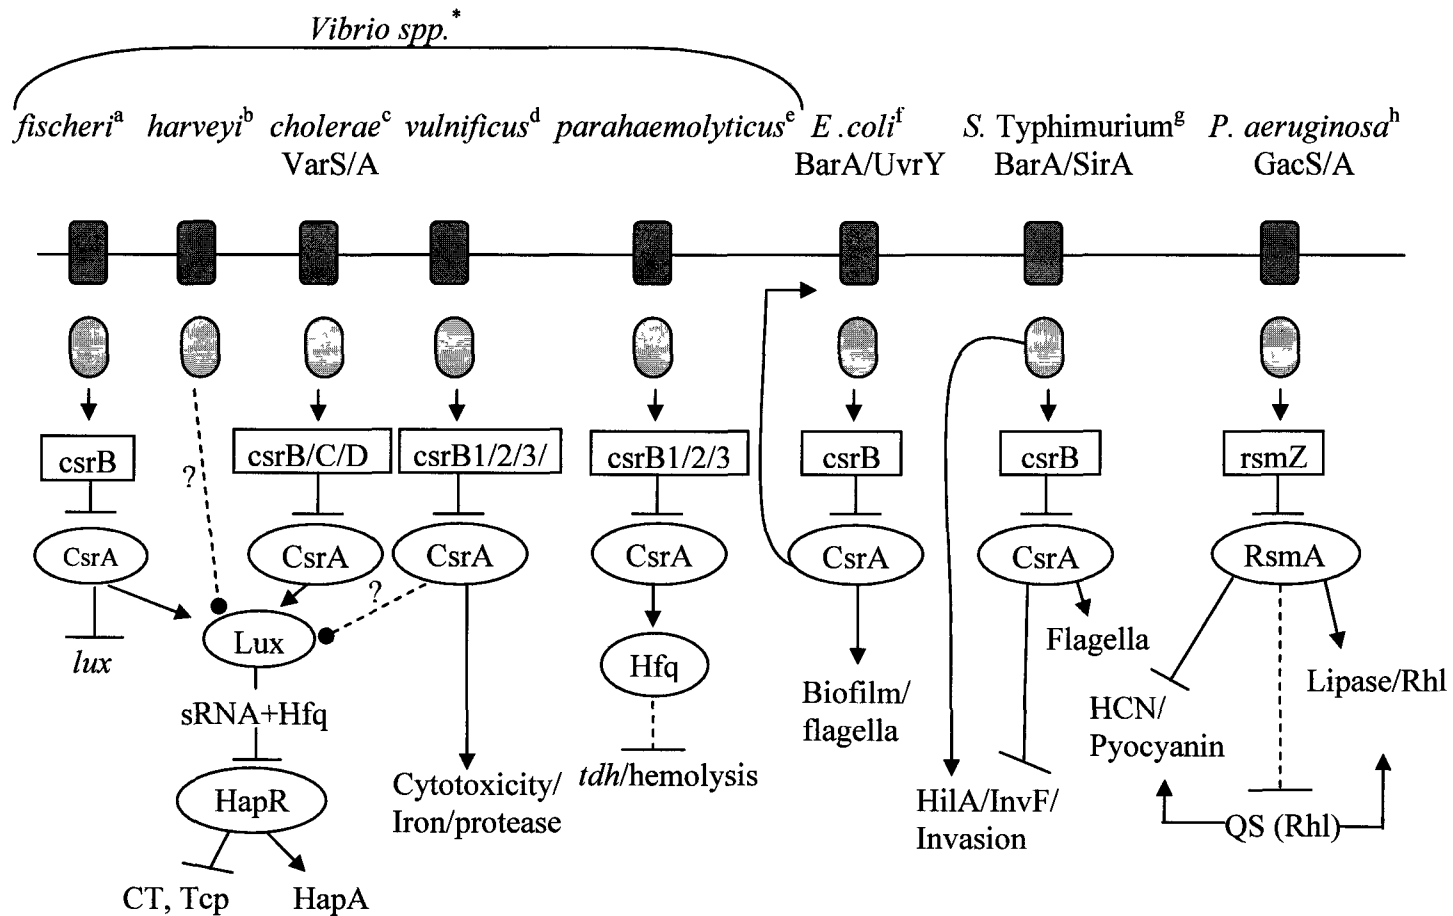 Vibrio spp.*
fischeri^a harveyi^b cholerae^c vulnificus^d parahaemolyticus^e E .coli^f S. Typhimurium^g P. aeruginosa^h
VarS/A BarA/UvrY BarA/SirA GacS/A
csrB csrB/C/D csrB1/2/3/ csrB1/2/3 csrB csrB rsmZ
?
CsrA CsrA CsrA CsrA CsrA CsrA RsmA
?
lux Lux Hfq Flagella
Lipase/Rhl
sRNA+Hfq Biofilm/
flagella
HCN/
Pyocyanin
Cytotoxicity/
Iron/protease
tdh/hemolysis
HapR HilA/InvF/
Invasion
QS (Rhl)
CT, Tcp HapA